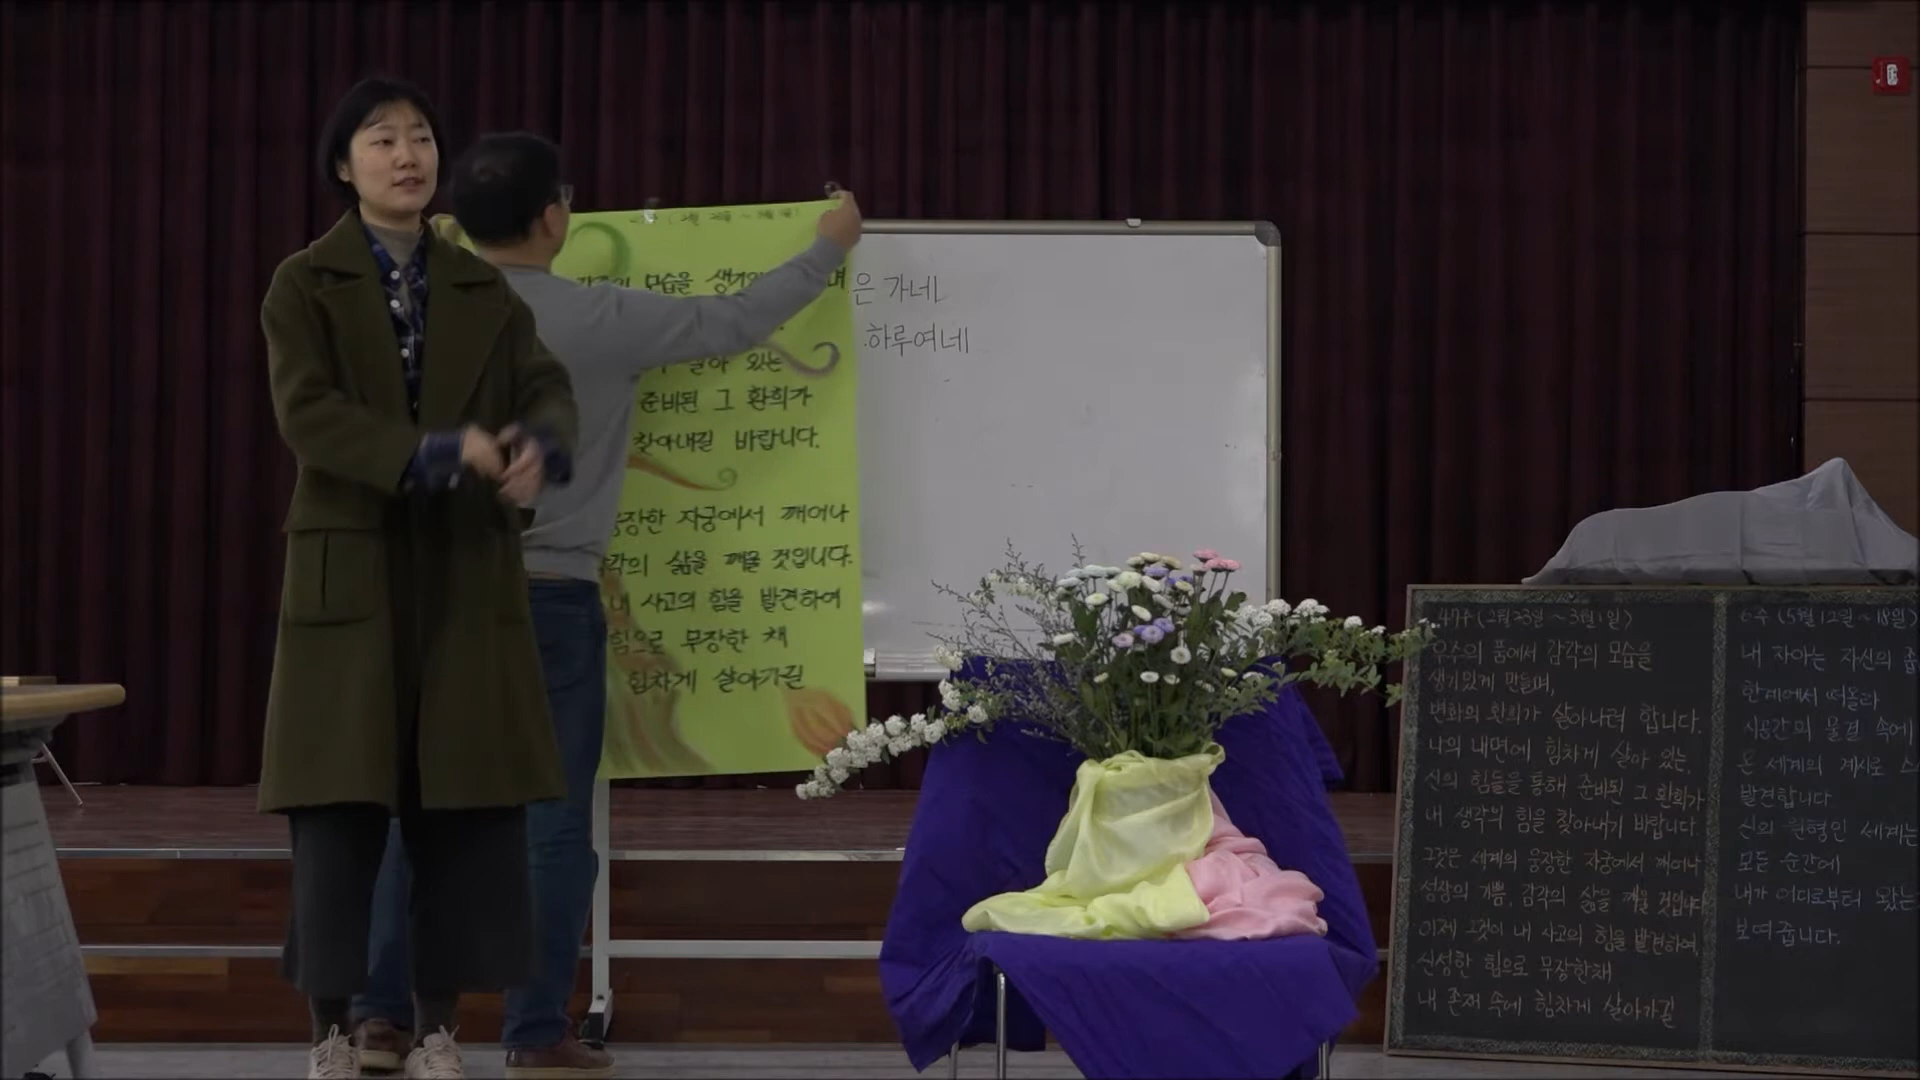 모습을
살아 있는
준비된 그 환희가
찾아내길 바랍니다.
자궁에서 깨어나
삶을 깨울 것입니다.
내 사고의 힘을 발견하여
힘으로 무장한 채
힘차게 살아가길
은 가네
하루여네
47주 (2월 23일 ~ 3월 1일)
우주의 품에서 감각의 모습을
생기있게 만들며,
변화의 환희가 살아나려 합니다.
나의 내면에 힘차게 살아 있는,
신의 힘들을 통해 준비된 그 환희가
내 생각의 힘을 찾아내기 바랍니다.
그것은 세계의 웅장한 자궁에서 깨어나
성장의 기쁨, 감각의 삶을 깨울 것입니다
이제 그것이 내 사고의 힘을 발견하여,
신성한 힘으로 무장한채
내 존재 속에 힘차게 살아가길
6주 (5월 12일 ~ 18일)
내 자아는 자신의
한계에서 떠올라
시공간의 물결 속에
온 세계의 계시로
발견합니다
신의 원형인 세계는
모든 순간에
내가 어디로부터 왔는
보여줍니다.